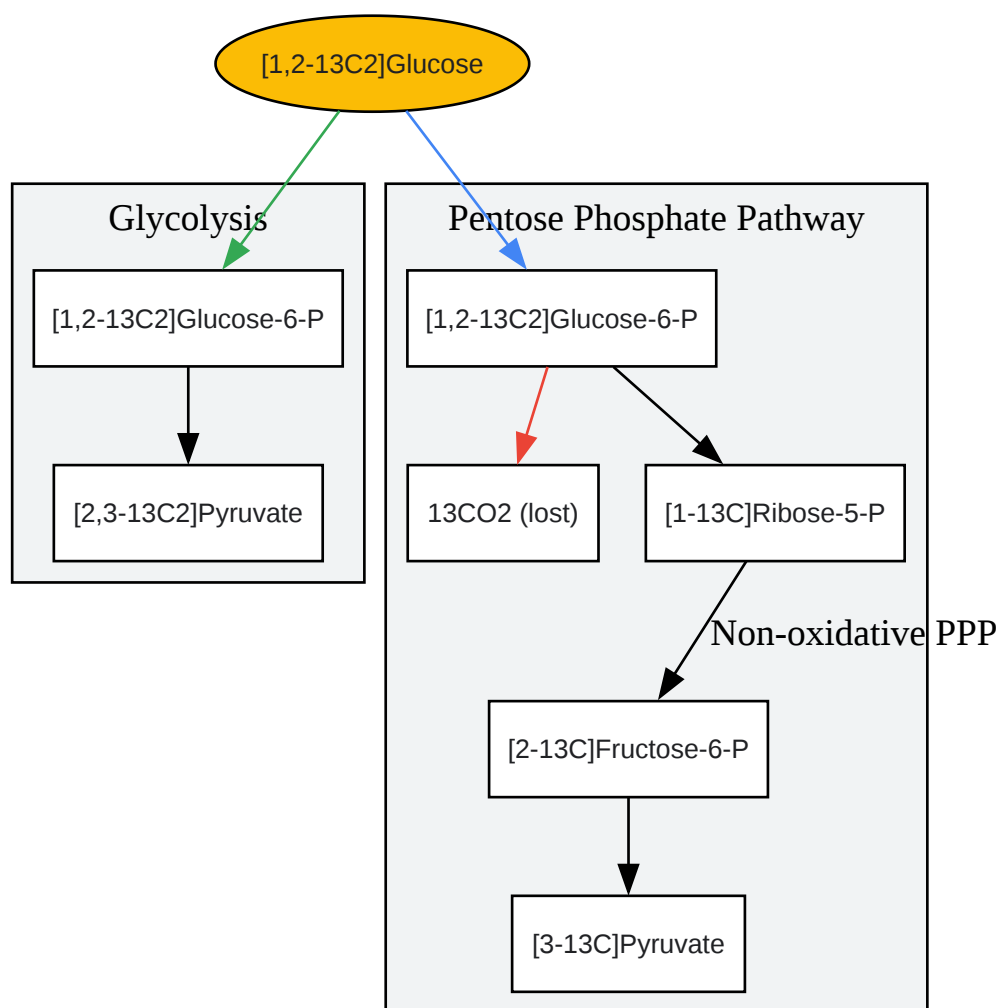 [1,2-13C2]Glucose
Glycolysis
Pentose Phosphate Pathway
[1,2-13C2]Glucose-6-P
[1,2-13C2]Glucose-6-P
[2,3-13C2]Pyruvate
13CO2 (lost)
[1-13C]Ribose-5-P
Non-oxidative PPP
[2-13C]Fructose-6-P
[3-13C]Pyruvate